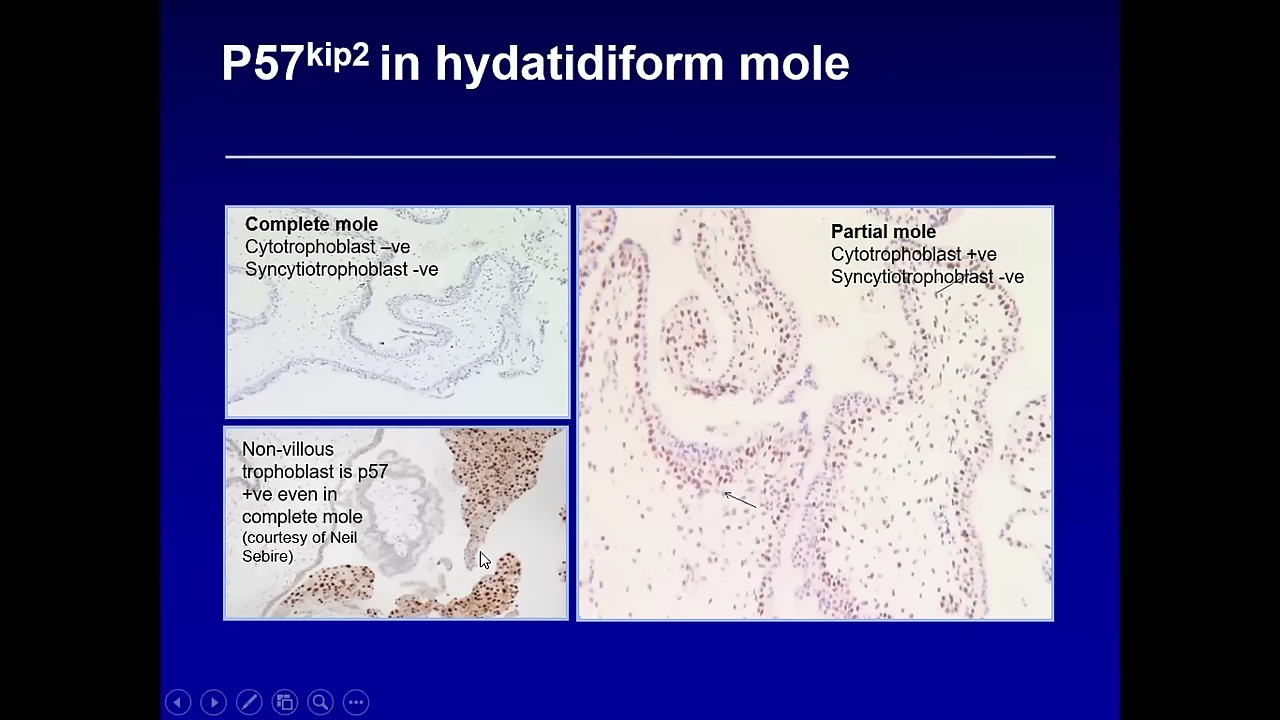 P57kip2 in hydatidiform mole
Complete mole
Cytotrophoblast –ve
Syncytiotrophoblast -ve
Non-villous
trophoblast is p57
+ve even in
complete mole
(courtesy of Neil
Sebire)
Partial mole
Cytotrophoblast +ve
Syncytiotrophoblast -ve